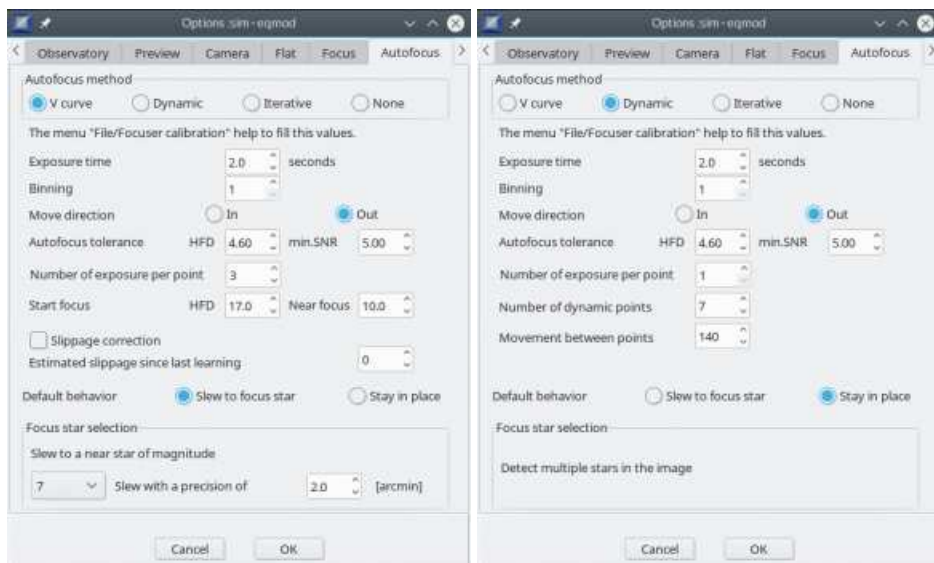 Options :sim-eqmod
Observatory Preview Camera Flat Focus Autofocus
Autofocus method
V curve Dynamic Iterative None
The menu "File/Focuser calibration" help to fill this values.
Exposure time 2.0 seconds
Binning 1
Move direction In Out
Autofocus tolerance HFD 4.60 min.SNR 5.00
Number of exposure per point 3
Start focus HFD 17.0 Near focus 10.0
Slippage correction
Estimated slippage since last learning 0
Default behavior Slew to focus star Stay in place
Focus star selection
Slew to a near star of magnitude
7 Slew with a precision of 2.0 [arcmin]
Cancel OK
Options :sim-eqmod
Observatory Preview Camera Flat Focus Autofocus
Autofocus method
V curve Dynamic Iterative None
The menu "File/Focuser calibration" help to fill this values.
Exposure time 2.0 seconds
Binning 1
Move direction In Out
Autofocus tolerance HFD 4.60 min.SNR 5.00
Number of exposure per point 1
Number of dynamic points 7
Movement between points 140
Default behavior Slew to focus star Stay in place
Focus star selection
Detect multiple stars in the image
Cancel OK